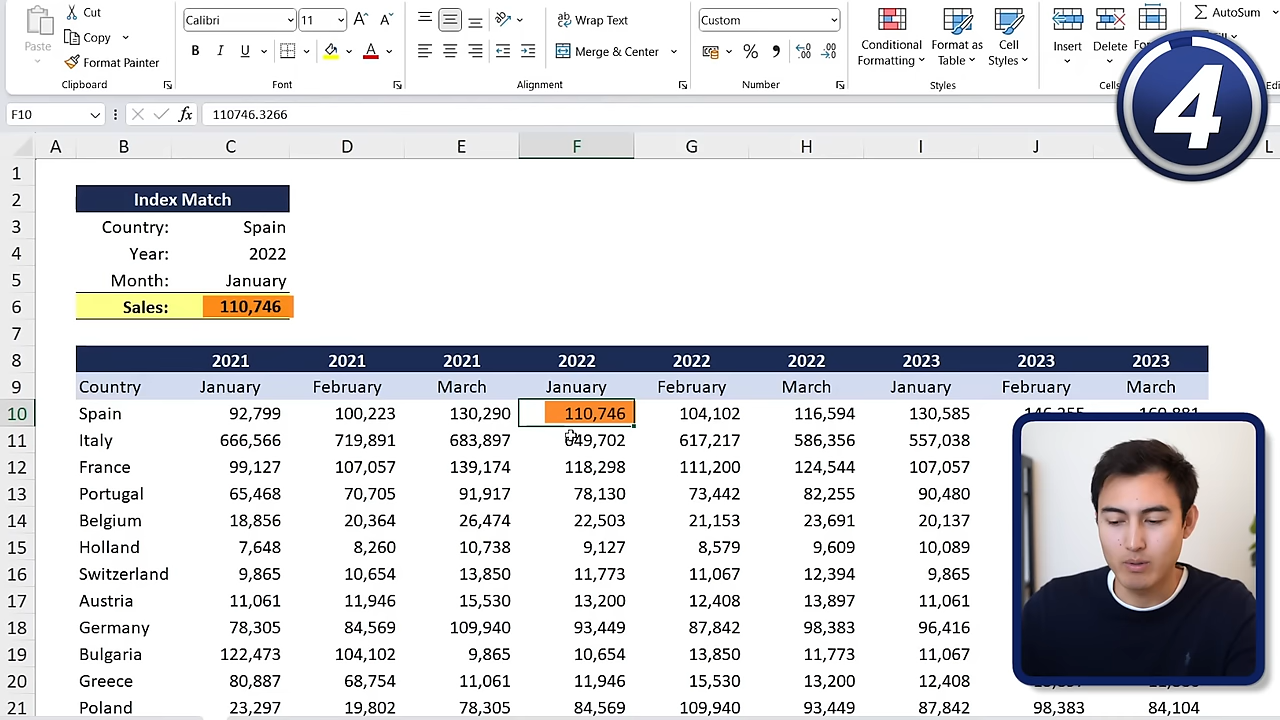 Cut
Calibri 11
Wrap Text
Custom
AutoSum
Paste
Copy
Format Painter
B I U
Merge & Center
Conditional Formatting
Format as Table
Cell Styles
Insert
Delete
Clipboard
Font
Alignment
Number
Styles
Cells
4
F10 fx 110746.3266
A B C D E F G H I J L
1
2 Index Match
3 Country: Spain
4 Year: 2022
5 Month: January
6 Sales: 110,746
7
8 2021 2021 2021 2022 2022 2022 2023 2023 2023
9 Country January February March January February March January February March
10 Spain 92,799 100,223 130,290 110,746 104,102 116,594 130,585
11 Italy 666,566 719,891 683,897 649,702 617,217 586,356 557,038
12 France 99,127 107,057 139,174 118,298 111,200 124,544 107,057
13 Portugal 65,468 70,705 91,917 78,130 73,442 82,255 90,480
14 Belgium 18,856 20,364 26,474 22,503 21,153 23,691 20,137
15 Holland 7,648 8,260 10,738 9,127 8,579 9,609 10,089
16 Switzerland 9,865 10,654 13,850 11,773 11,067 12,394 9,865
17 Austria 11,061 11,946 15,530 13,200 12,408 13,897 11,061
18 Germany 78,305 84,569 109,940 93,449 87,842 98,383 96,416
19 Bulgaria 122,473 104,102 9,865 10,654 13,850 11,773 11,067
20 Greece 80,887 68,754 11,061 11,946 15,530 13,200 12,408
21 Poland 23,297 19,802 78,305 84,569 109,940 93,449 87,842 98,383 84,104